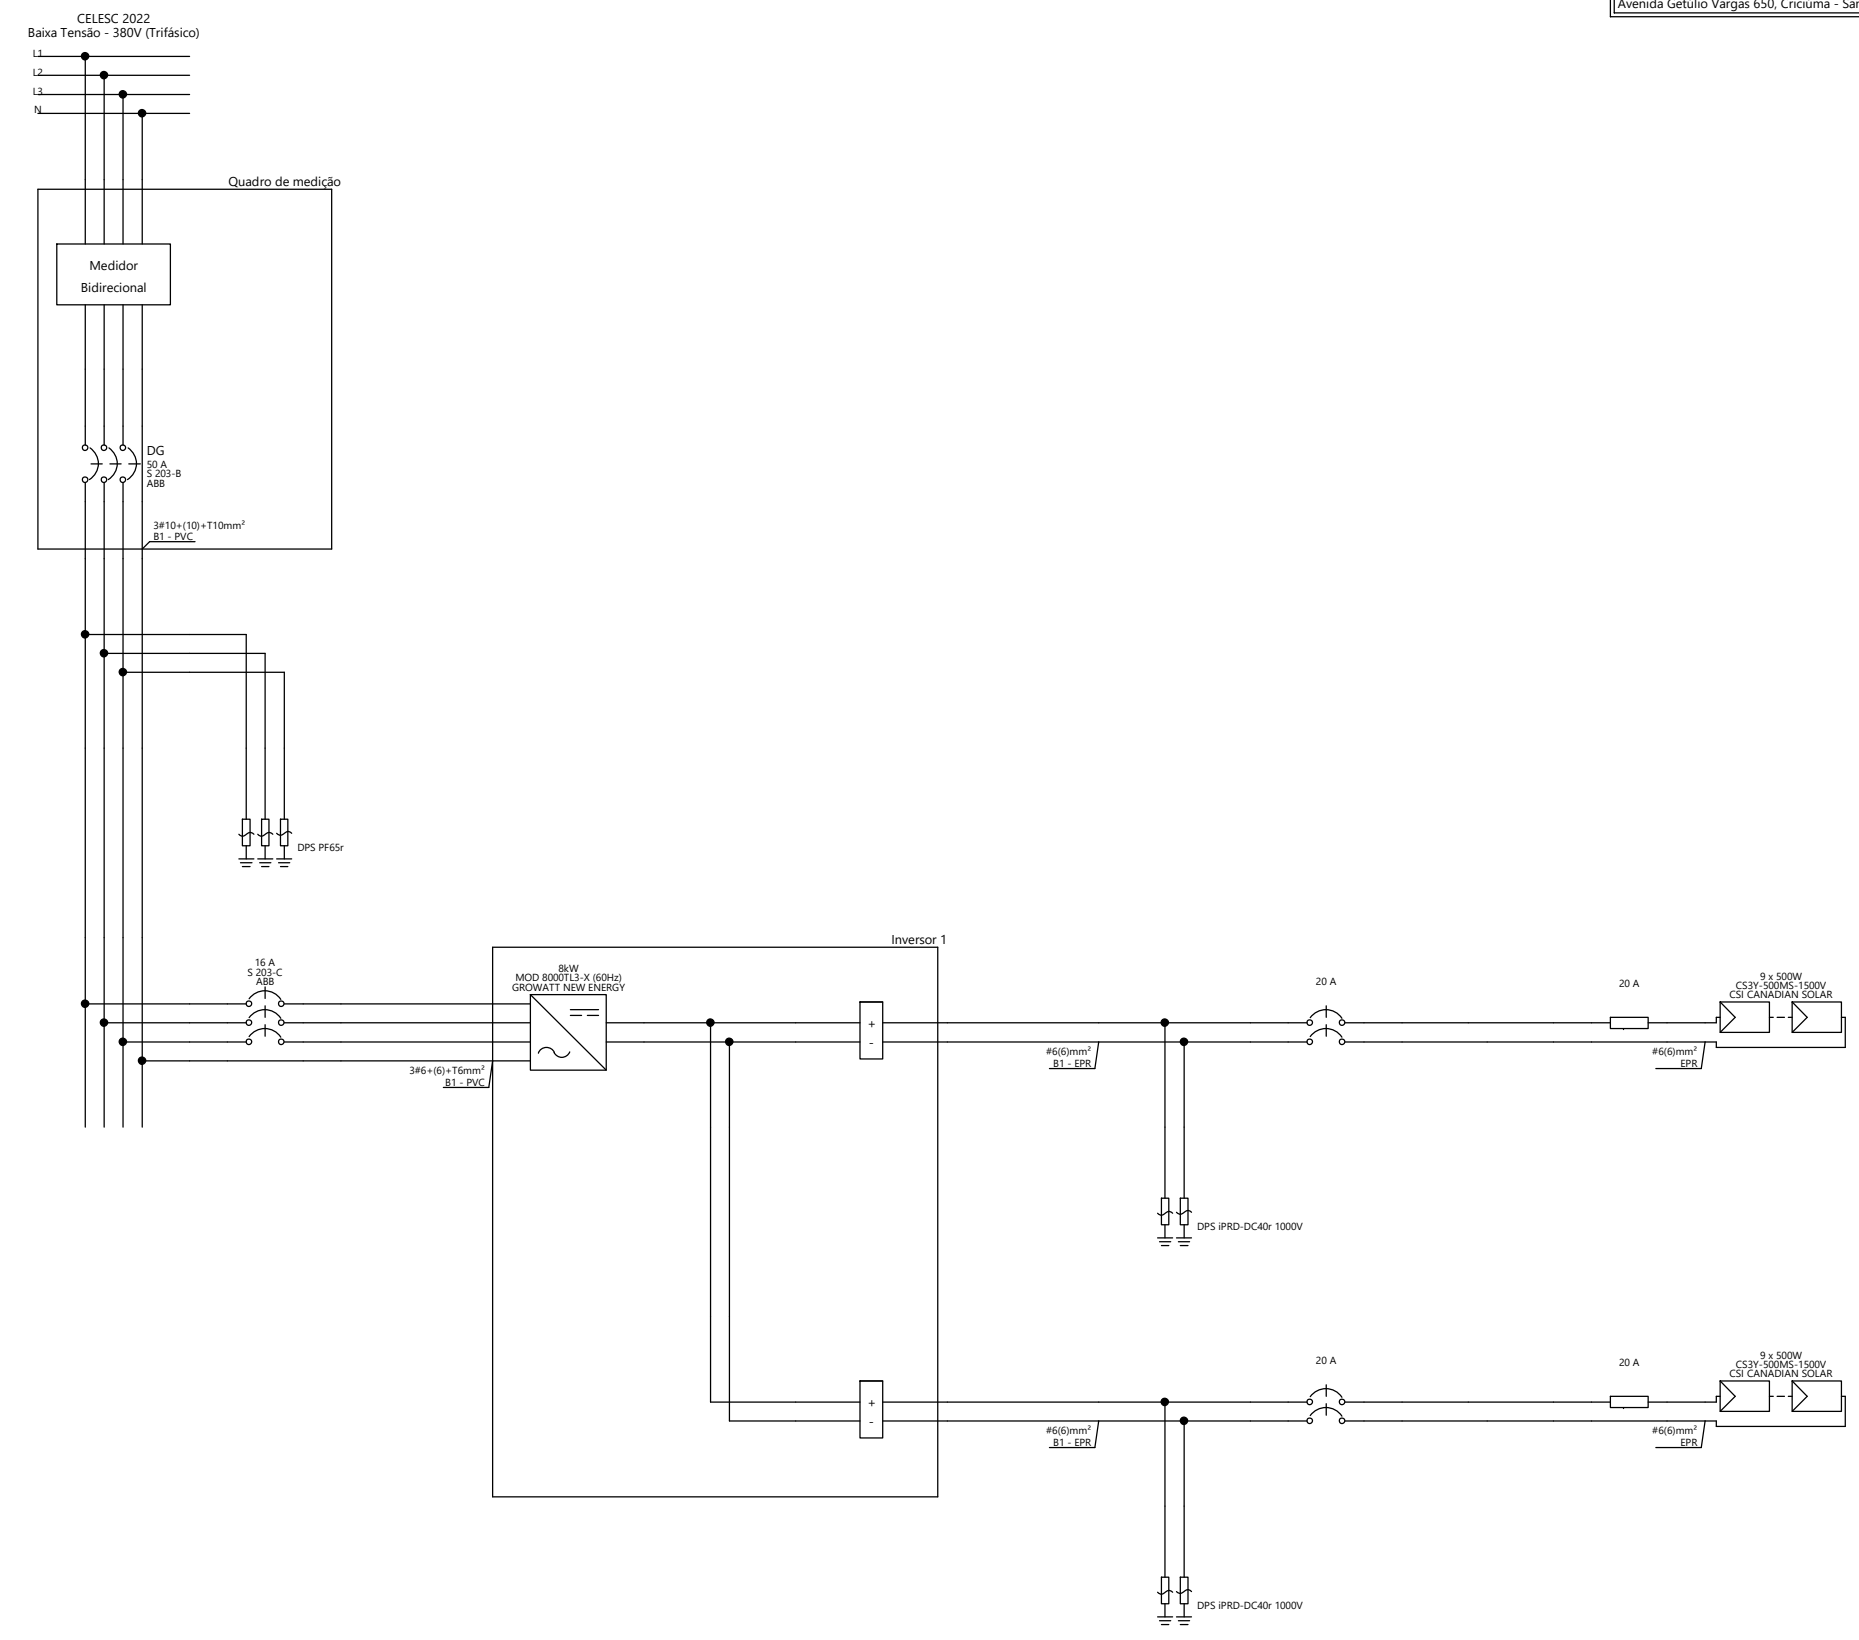 Avenida Getúlio Vargas 650, Criciúma - Sa
CELESC 2022
Baixa Tensão - 380V (Trifásico)
L1
L2
L3
N
Quadro de medição
Medidor
Bidirecional
DG
50 A
S 203-B
ABB
3#10+(10)+T10mm²
B1 - PVC
DPS PF65r
Inversor 1
16 A
S 203-C
ABB
8kW
MOD 8000TL3-X (60Hz)
GROWATT NEW ENERGY
3#6+(6)+T6mm²
B1 - PVC
+
-
#6(6)mm²
B1 - EPR
20 A
20 A
9 x 500W
CS3Y-500MS-1500V
CSI CANADIAN SOLAR
#6(6)mm²
EPR
DPS iPRD-DC40r 1000V
+
-
#6(6)mm²
B1 - EPR
20 A
20 A
9 x 500W
CS3Y-500MS-1500V
CSI CANADIAN SOLAR
#6(6)mm²
EPR
DPS iPRD-DC40r 1000V